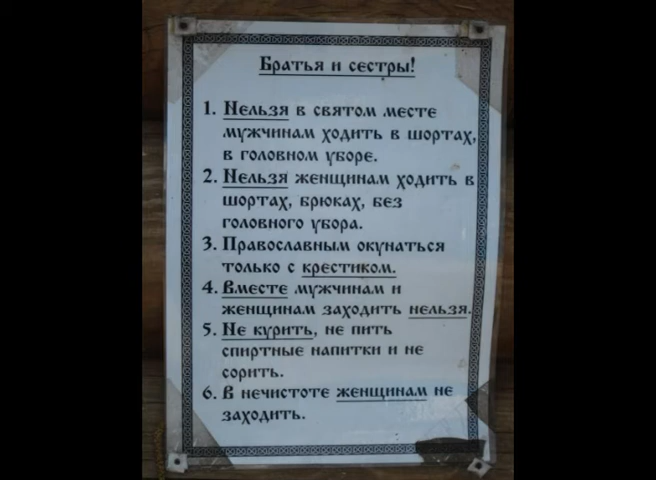 Братья и сестры!
1. Нельзя в святом месте
мужчинам ходить в шортах,
в головном уборе.
2. Нельзя женщинам ходить в
шортах, брюках, без
головного убора.
3. Православным окунаться
только с крестиком.
4. Вместе мужчинам и
женщинам заходить нельзя.
5. Не курить, не пить
спиртные напитки и не
сорить.
6. В нечистоте женщинам не
заходить.